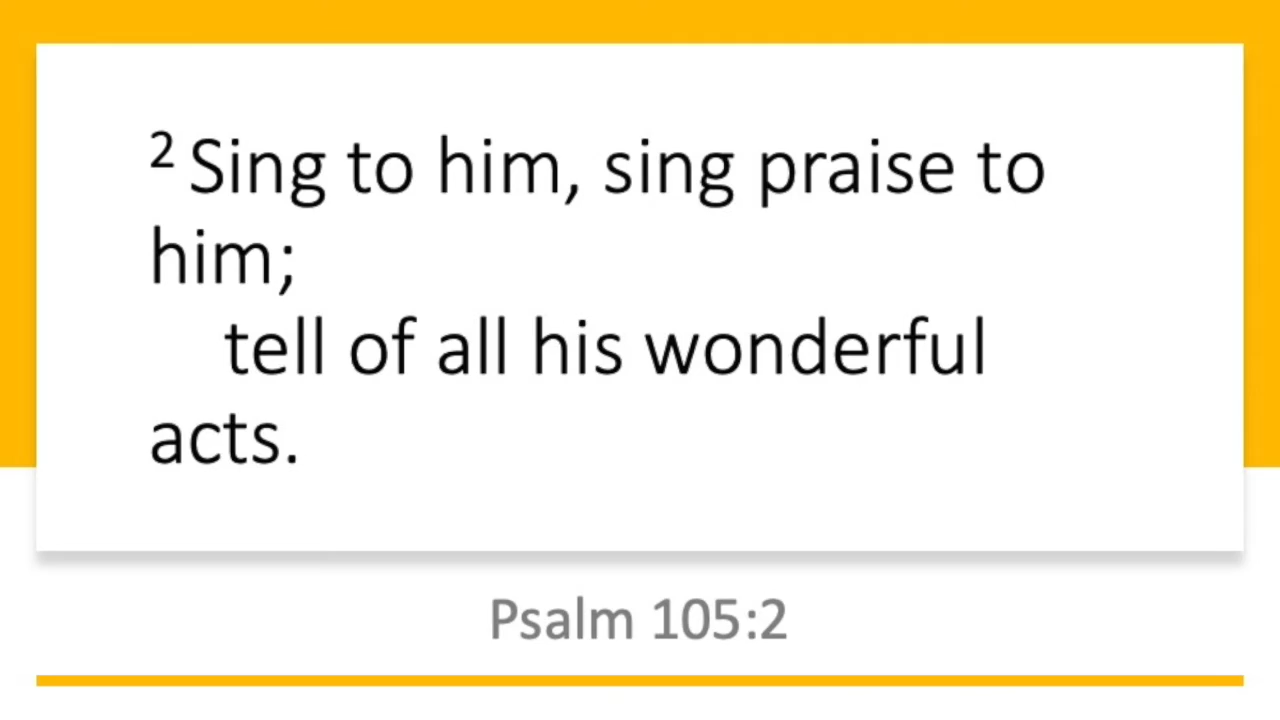 2 Sing to him, sing praise to
him;
tell of all his wonderful
acts.
Psalm 105:2